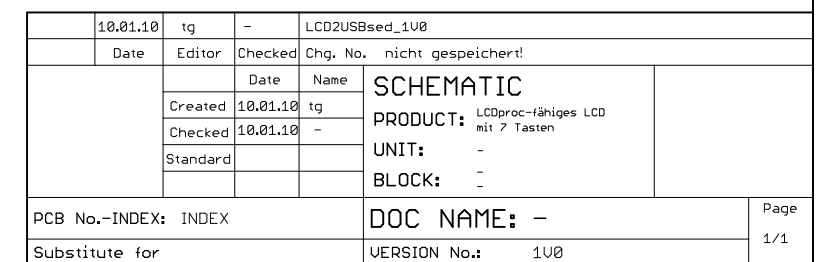 10.01.10 tg - LCD2USBsed_1V0
Date Editor Checked Chg. No. nicht gespeichert!
Date Name
SCHEMATIC
Created 10.01.10 tg
PRODUCT: LCDproc-fähiges LCD
mit 7 Tasten
Checked 10.01.10 -
UNIT: -
Standard
BLOCK: -
-
PCB No.-INDEX: INDEX
DOC NAME: -
Page
1/1
Substitute for
VERSION No.: 1V0